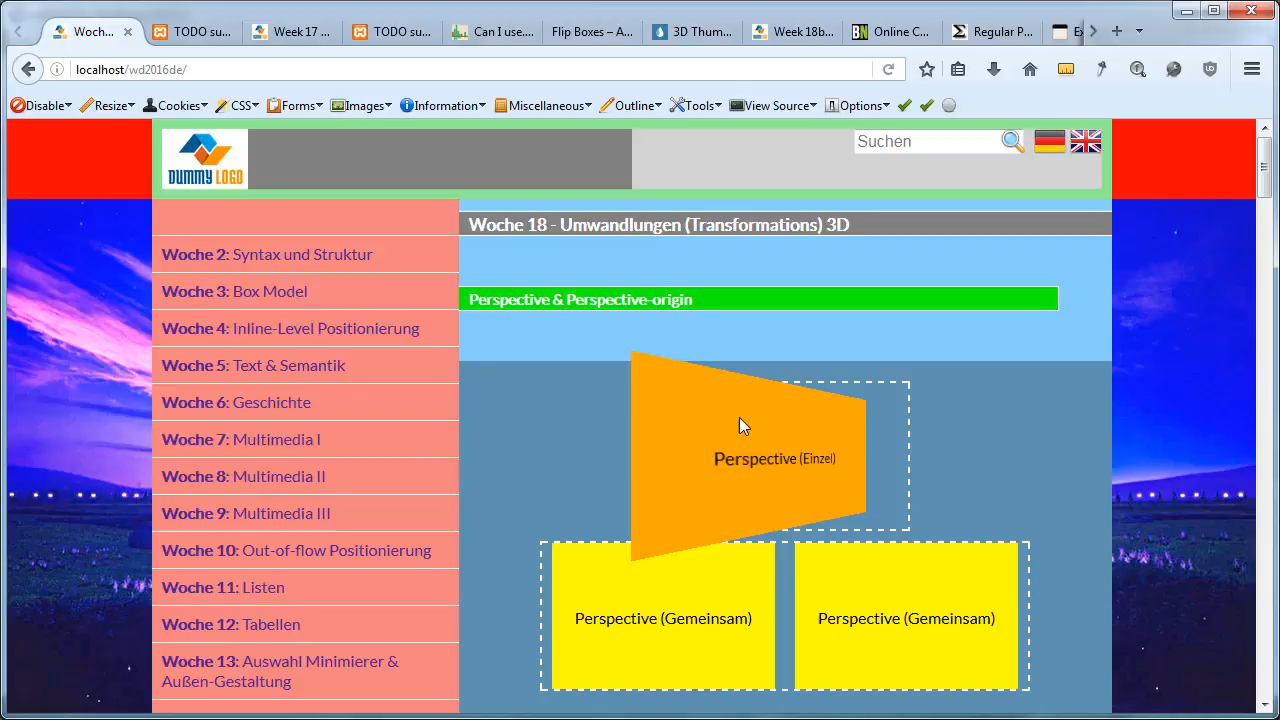 Woch...
TODO su...
Week 17 ...
TODO su...
Can I use....
Flip Boxes – A...
3D Thum...
Week 18b...
BN Online C...
Regular P...
localhost/wd2016de/
Disable
Resize
Cookies
CSS
Forms
Images
Information
Miscellaneous
Outline
Tools
View Source
Options
DUMMY LOGO
Suchen
Woche 18 - Umwandlungen (Transformations) 3D
Woche 2: Syntax und Struktur
Woche 3: Box Model
Woche 4: Inline-Level Positionierung
Woche 5: Text & Semantik
Woche 6: Geschichte
Woche 7: Multimedia I
Woche 8: Multimedia II
Woche 9: Multimedia III
Woche 10: Out-of-flow Positionierung
Woche 11: Listen
Woche 12: Tabellen
Woche 13: Auswahl Minimierer &
Außen-Gestaltung
Perspective & Perspective-origin
Perspective (Einzel)
Perspective (Gemeinsam)
Perspective (Gemeinsam)